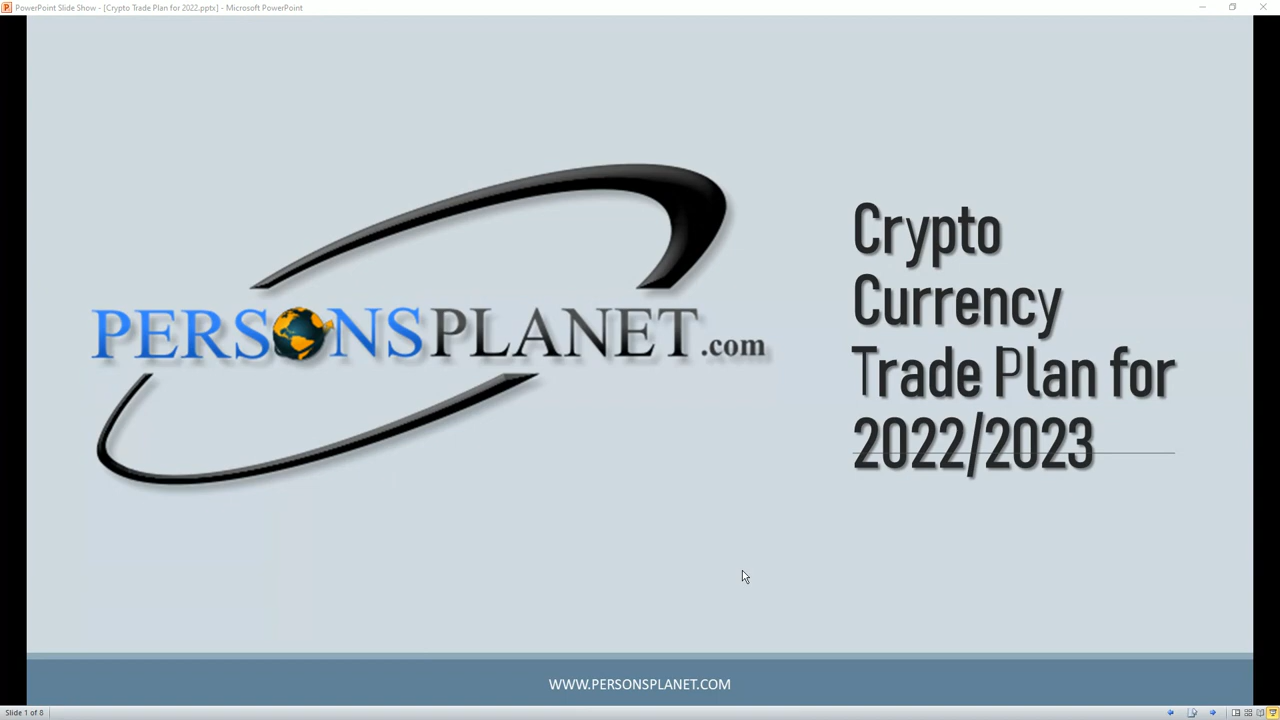 PowerPoint Slide Show - [Crypto Trade Plan for 2022.pptx] - Microsoft PowerPoint
PERSONSPLANET.com
Crypto
Currency
Trade Plan for
2022/2023
WWW.PERSONSPLANET.COM
Slide 1 of 8